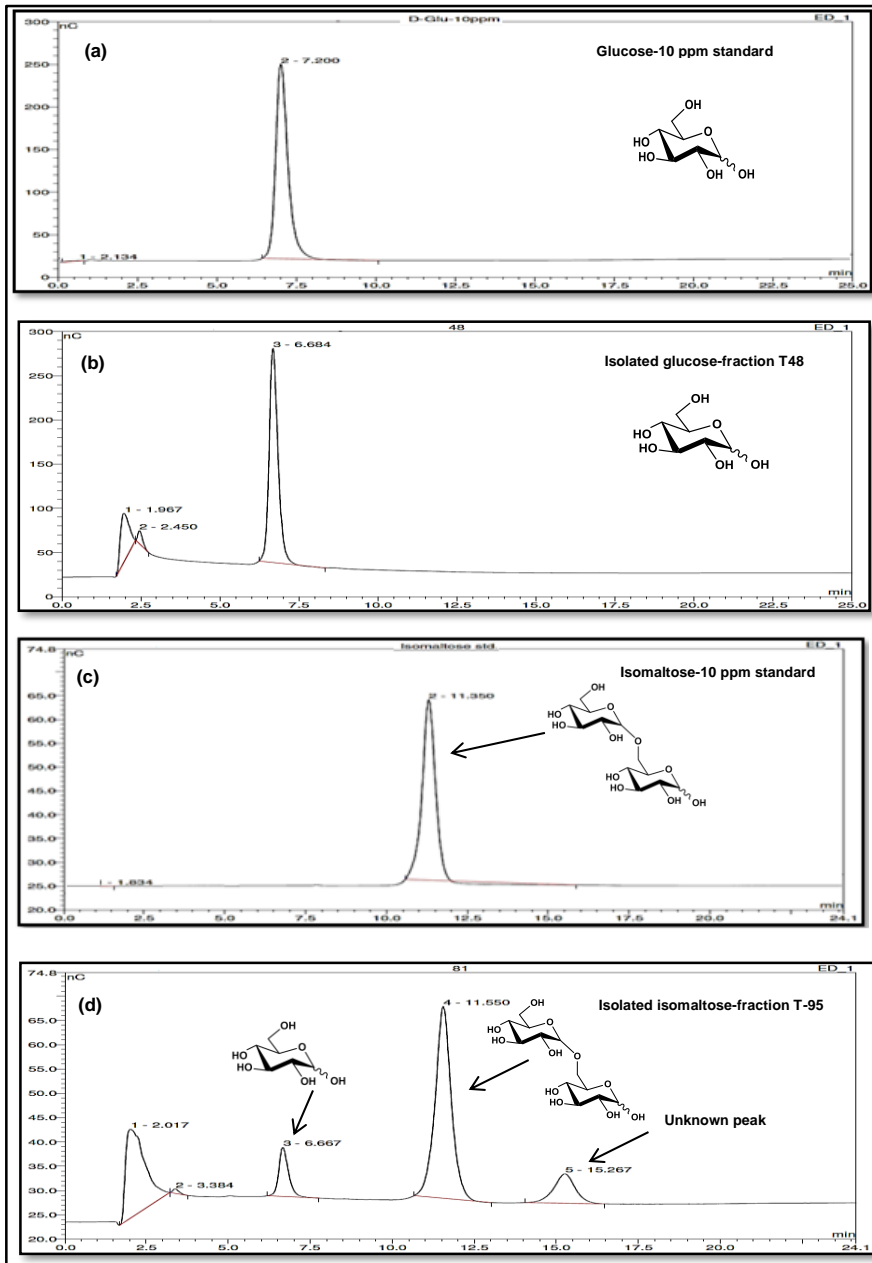 D-Glu-10ppm
ED_1
300
nC
(a)
2 - 7.200
Glucose-10 ppm standard
250
200
150
100
50
0
1 - 2.134
OH
O
HO
HO
OH
OH
min
0.0 2.5 5.0 7.5 10.0 12.5 15.0 17.5 20.0 22.5 25.0
48
ED_1
300
nC
(b)
3 - 6.684
Isolated glucose-fraction T48
250
200
150
100
50
0
1 - 1.967
2 - 2.450
OH
O
HO
HO
OH
OH
min
0.0 2.5 5.0 7.5 10.0 12.5 15.0 17.5 20.0 22.5 25.0
Isomaltose std
ED_1
74.8
nC
(c)
2 - 11.350
Isomaltose-10 ppm standard
65.0
60.0
55.0
50.0
45.0
40.0
35.0
30.0
25.0
20.0
1 - 1.834
OH
O
HO
HO
OH
O
O
HO
HO
OH
OH
min
0.0 2.5 5.0 7.5 10.0 12.5 15.0 17.5 20.0 24.1
81
ED_1
74.8
nC
(d)
4 - 11.550
Isolated isomaltose-fraction T-95
65.0
60.0
55.0
50.0
45.0
40.0
35.0
30.0
25.0
20.0
OH
O
HO
HO
OH
OH
OH
O
HO
HO
OH
O
O
HO
HO
OH
OH
Unknown peak
1 - 2.017
2 - 3.384
3 - 6.667
5 - 15.267
min
0.0 2.5 5.0 7.5 10.0 12.5 15.0 17.5 20.0 24.1